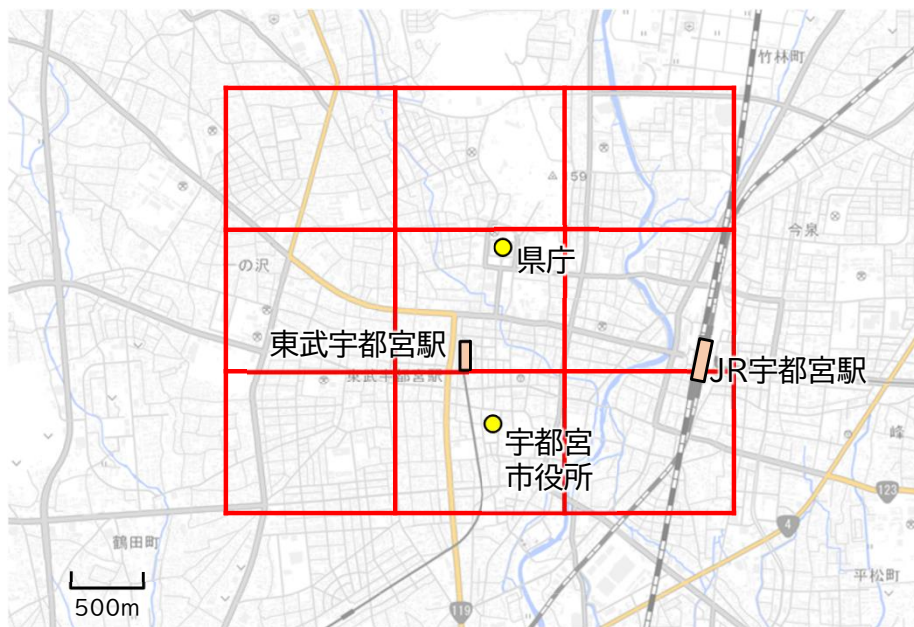 竹林町
59
今泉
県庁
一の沢
東武宇都宮駅
JR宇都宮駅
東武宇都宮駅
宇都宮
市役所
峰
123
4
鶴田町
平松町
500m
119